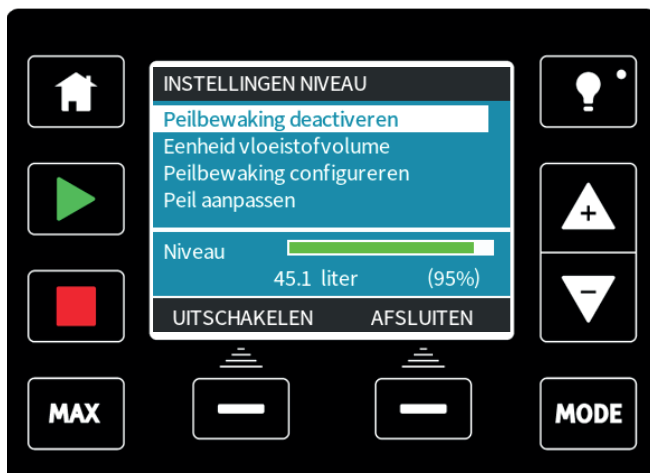 INSTELLINGEN NIVEAU
Peilbewaking deactiveren
Eenheid vloeistofvolume
Peilbewaking configureren
Peil aanpassen
+
Niveau
45.1 liter (95%)
−
UITSCHAKELEN AFSLUITEN
MAX
MODE